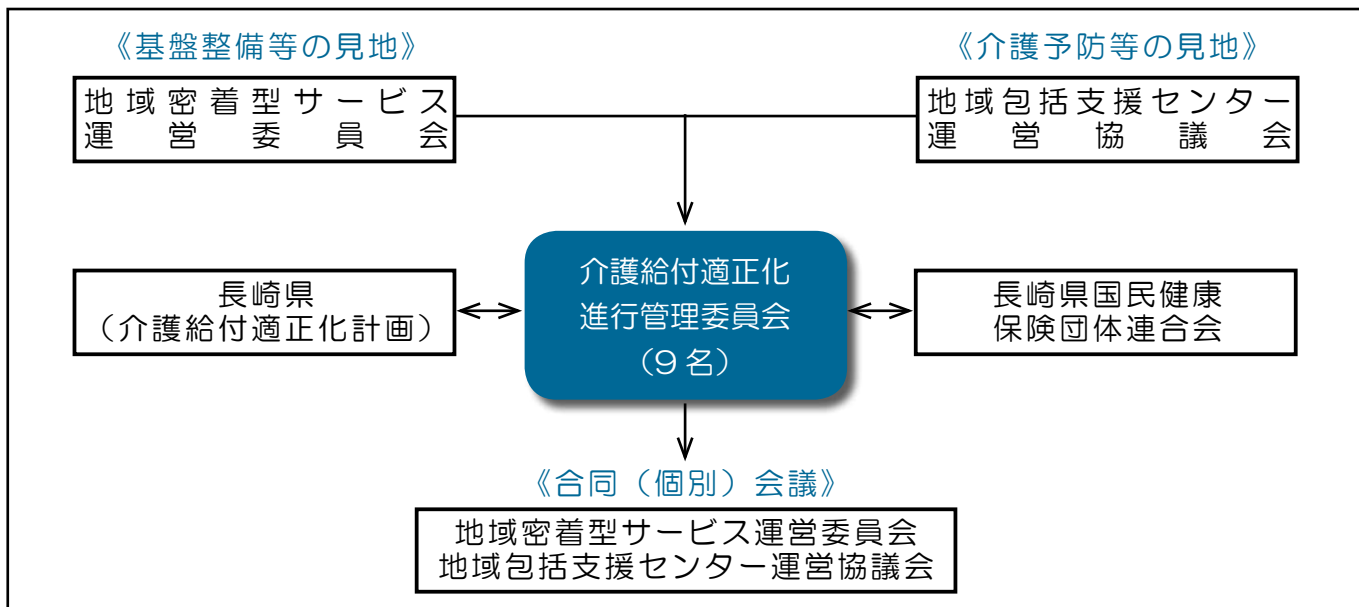 《基盤整備等の見地》
地域密着型サービス
運営委員会
《介護予防等の見地》
地域包括支援センター
運営協議会
長崎県
（介護給付適正化計画）
介護給付適正化
進行管理委員会
（9名）
長崎県国民健康
保険団体連合会
《合同（個別）会議》
地域密着型サービス運営委員会
地域包括支援センター運営協議会